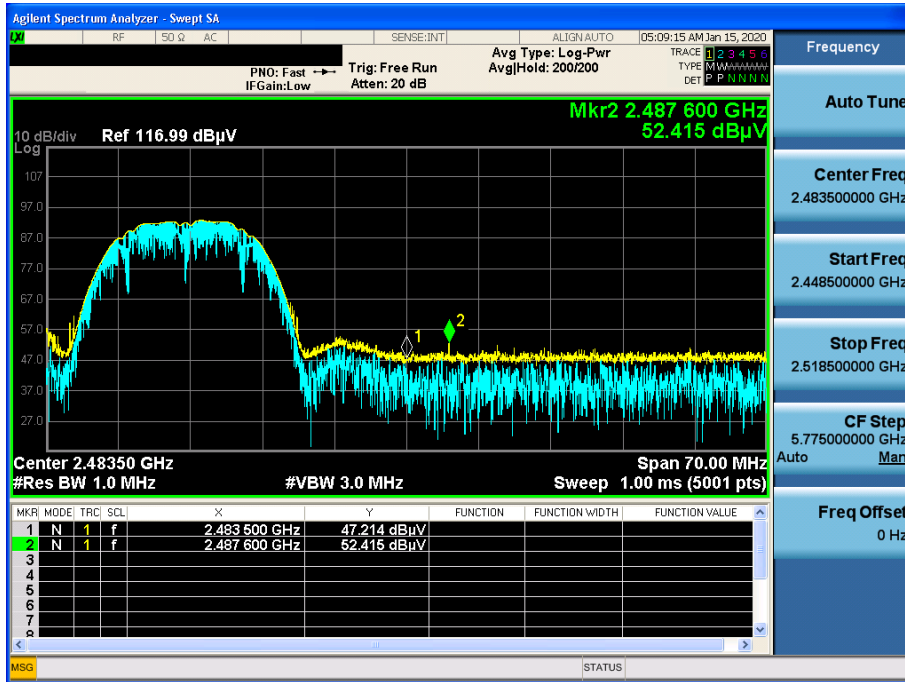 Agilent Spectrum Analyzer - Swept SA
LXI RF 50 Ω AC SENSE:INT ALIGN AUTO 05:09:15 AM Jan 15, 2020
PNO: Fast Trig: Free Run Avg Type: Log-Pwr TRACE 1 2 3 4 5 6
IFGain:Low Atten: 20 dB Avg|Hold: 200/200 TYPE M W
DET P P N N N N
Mkr2 2.487 600 GHz
52.415 dBµV
10 dB/div Ref 116.99 dBµV
Log
107
97.0
87.0
77.0
67.0
57.0
47.0
37.0
27.0
1
2
Center 2.48350 GHz Span 70.00 MHz
#Res BW 1.0 MHz #VBW 3.0 MHz Sweep 1.00 ms (5001 pts)
MKR MODE TRC SCL X Y FUNCTION FUNCTION WIDTH FUNCTION VALUE
1 N 1 f 2.483 500 GHz 47.214 dBµV
2 N 1 f 2.487 600 GHz 52.415 dBµV
3
4
5
6
7
8
MSG STATUS
Frequency
Auto Tune
Center Freq
2.483500000 GHz
Start Freq
2.448500000 GHz
Stop Freq
2.518500000 GHz
CF Step
5.775000000 GHz
Auto Man
Freq Offset
0 Hz